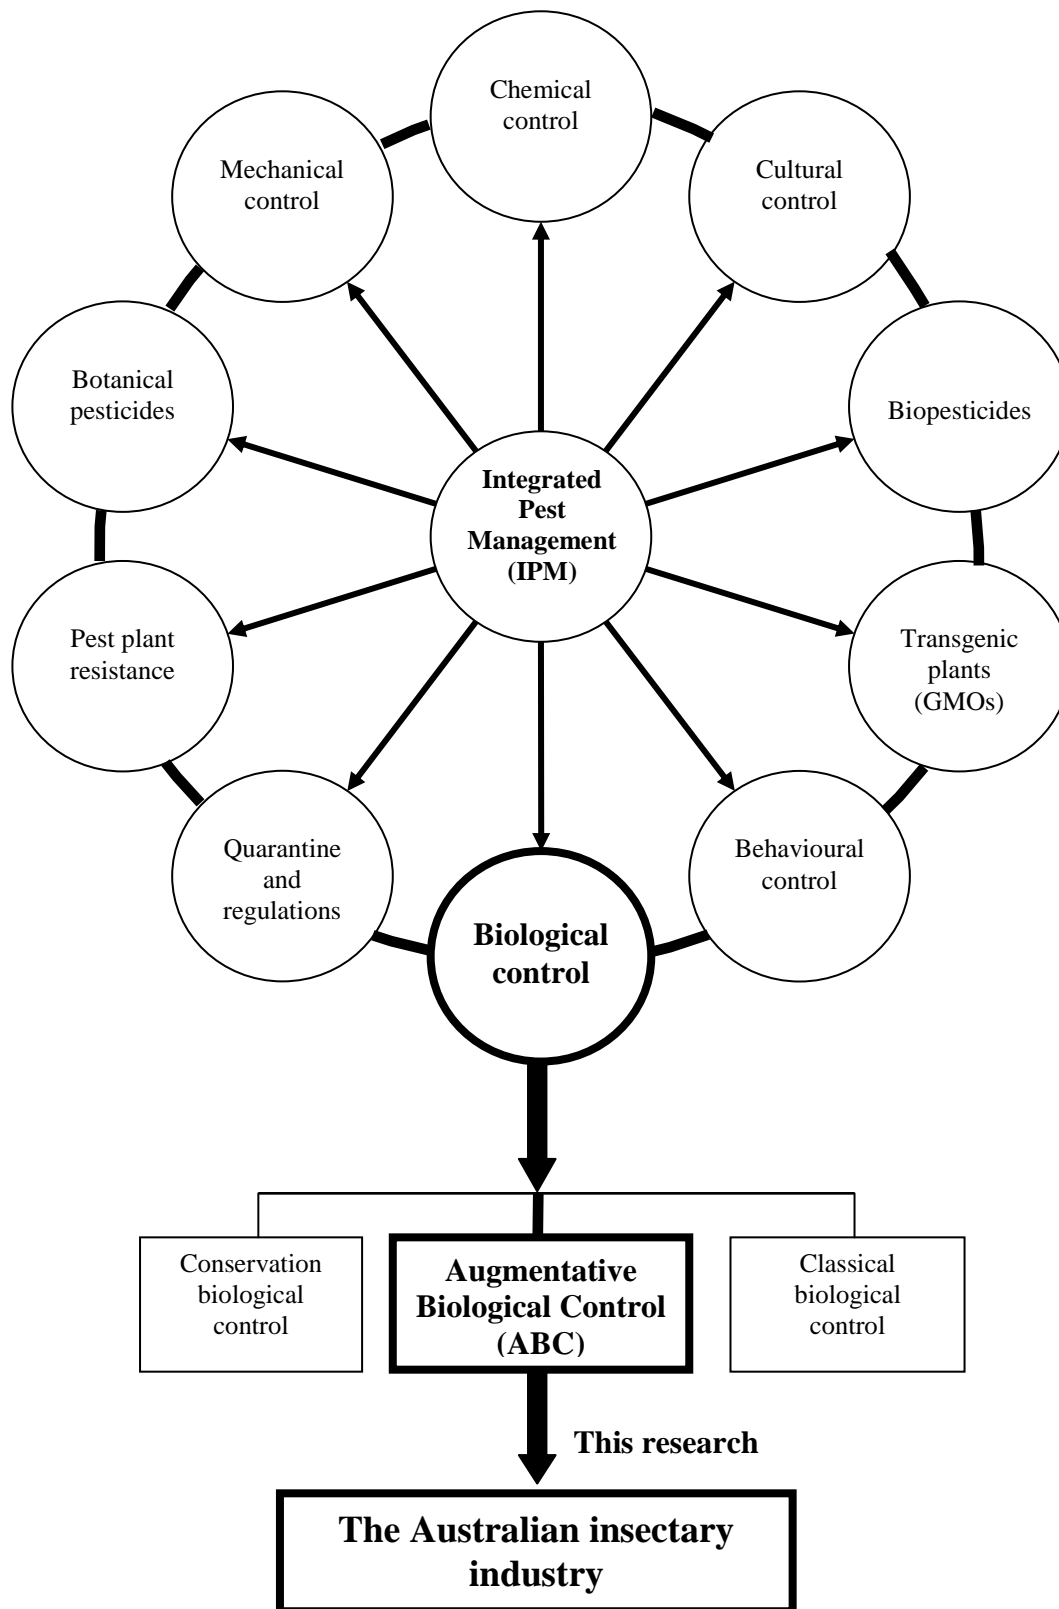 Chemical
control
Mechanical
control
Cultural
control
Botanical
pesticides
Biopesticides
Integrated
Pest
Management
(IPM)
Pest plant
resistance
Transgenic
plants
(GMOs)
Quarantine
and
regulations
Behavioural
control
Biological
control
Conservation
biological
control
Augmentative
Biological Control
(ABC)
Classical
biological
control
This research
The Australian insectary
industry